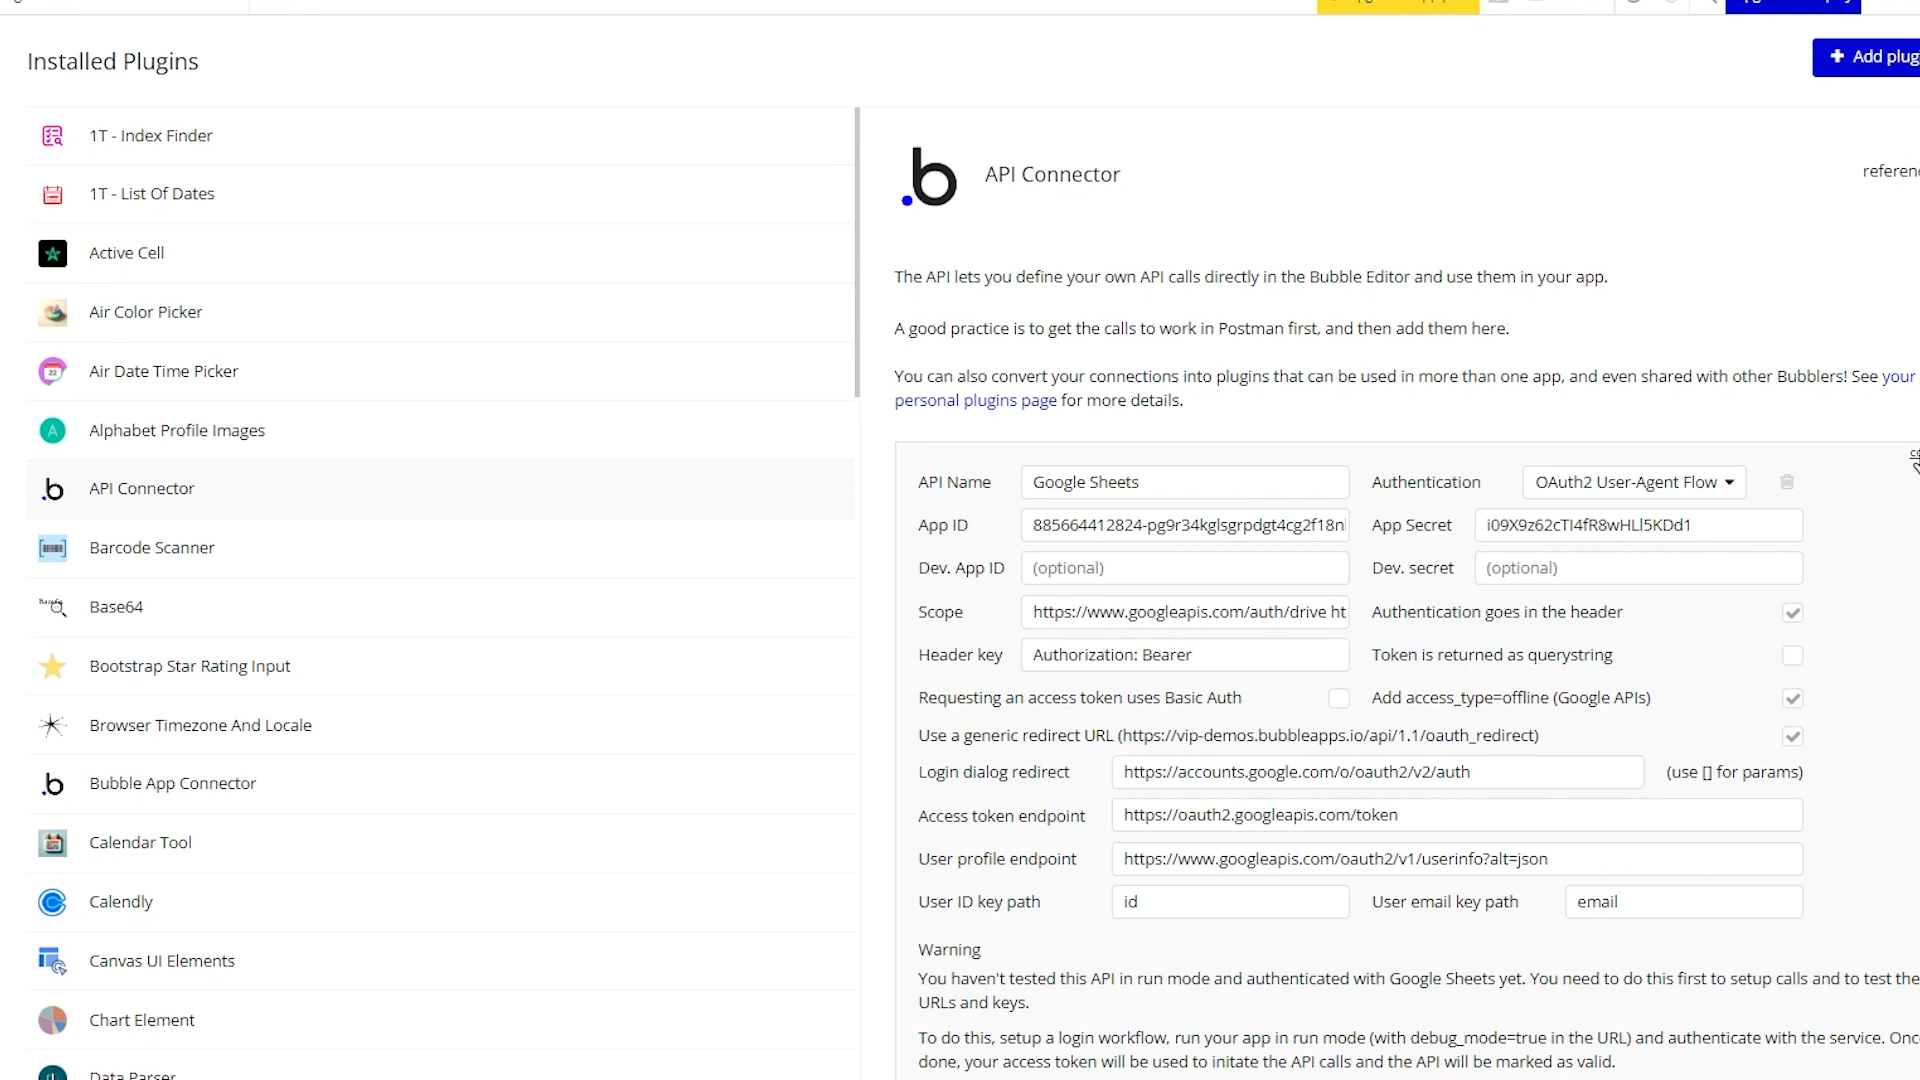 Installed Plugins
Add plug
1T - Index Finder
1T - List Of Dates
Active Cell
Air Color Picker
22
Air Date Time Picker
A
Alphabet Profile Images
API Connector
Barcode Scanner
Base64
Bootstrap Star Rating Input
Browser Timezone And Locale
Bubble App Connector
Calendar Tool
Calendly
Canvas UI Elements
Chart Element
Data Parser
b API Connector
referen
The API lets you define your own API calls directly in the Bubble Editor and use them in your app.
A good practice is to get the calls to work in Postman first, and then add them here.
You can also convert your connections into plugins that can be used in more than one app, and even shared with other Bubblers! See your
personal plugins page for more details.
API Name Google Sheets Authentication OAuth2 User-Agent Flow
App ID 885664412824-pg9r34kglsgrpdgt4cg2f18n App Secret i09X9z62cTI4fR8wHLl5KDd1
Dev. App ID (optional) Dev. secret (optional)
Scope https://www.googleapis.com/auth/drive ht Authentication goes in the header
Header key Authorization: Bearer Token is returned as querystring
Requesting an access token uses Basic Auth Add access_type=offline (Google APIs)
Use a generic redirect URL (https://vip-demos.bubbleapps.io/api/1.1/oauth_redirect)
Login dialog redirect https://accounts.google.com/o/oauth2/v2/auth (use [] for params)
Access token endpoint https://oauth2.googleapis.com/token
User profile endpoint https://www.googleapis.com/oauth2/v1/userinfo?alt=json
User ID key path id User email key path email
Warning
You haven't tested this API in run mode and authenticated with Google Sheets yet. You need to do this first to setup calls and to test the
URLs and keys.
To do this, setup a login workflow, run your app in run mode (with debug_mode=true in the URL) and authenticate with the service. Onc
done, your access token will be used to initate the API calls and the API will be marked as valid.